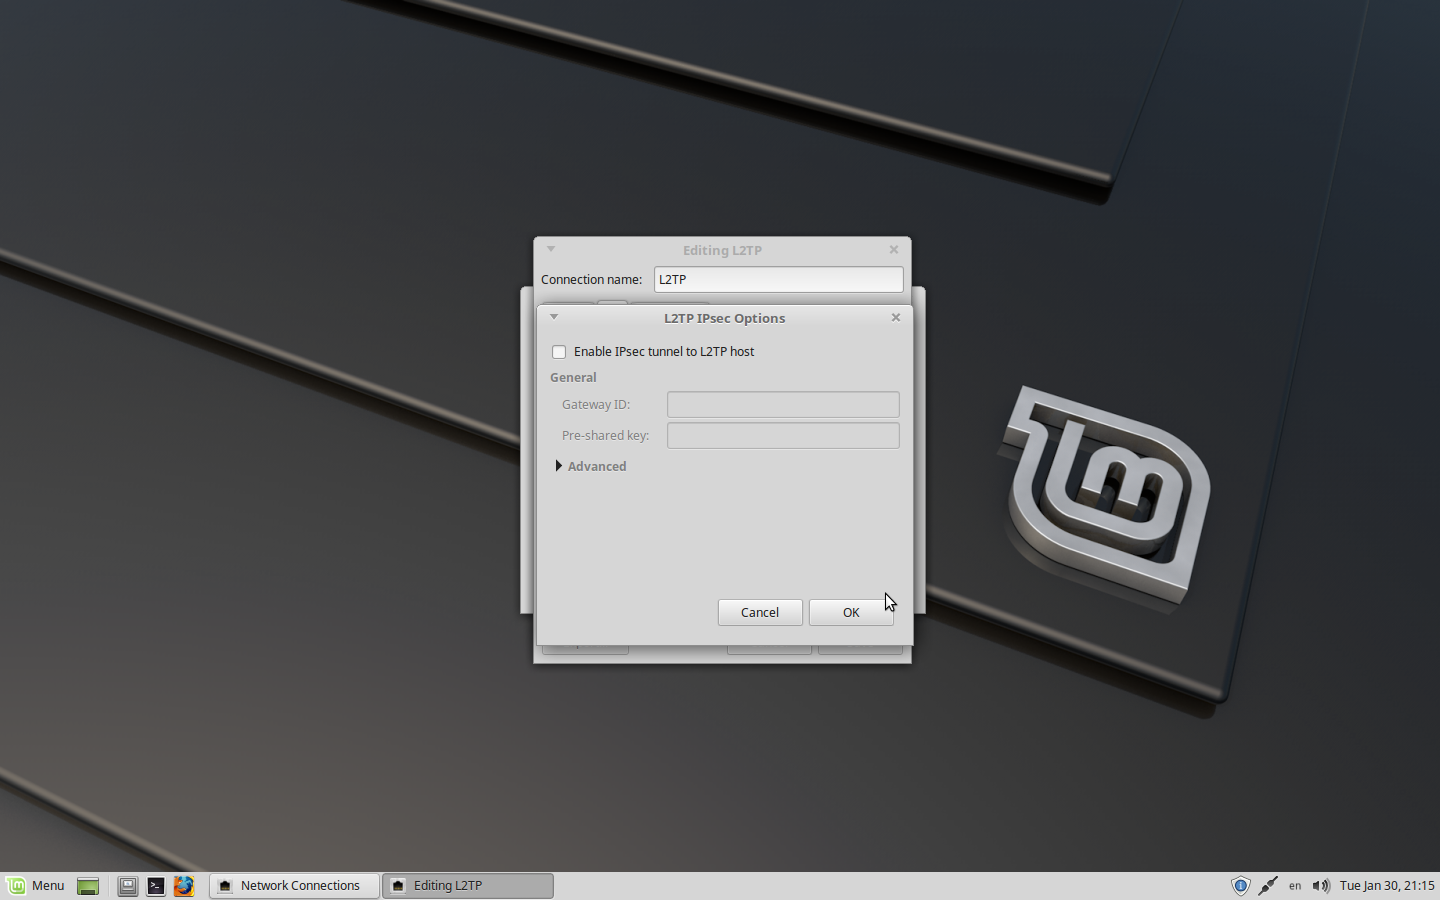 Editing L2TP
Connection name:
L2TP
L2TP IPsec Options
Enable IPsec tunnel to L2TP host
General
Gateway ID:
Pre-shared key:
Advanced
Cancel
OK
Menu
Network Connections
Editing L2TP
en
Tue Jan 30, 21:15